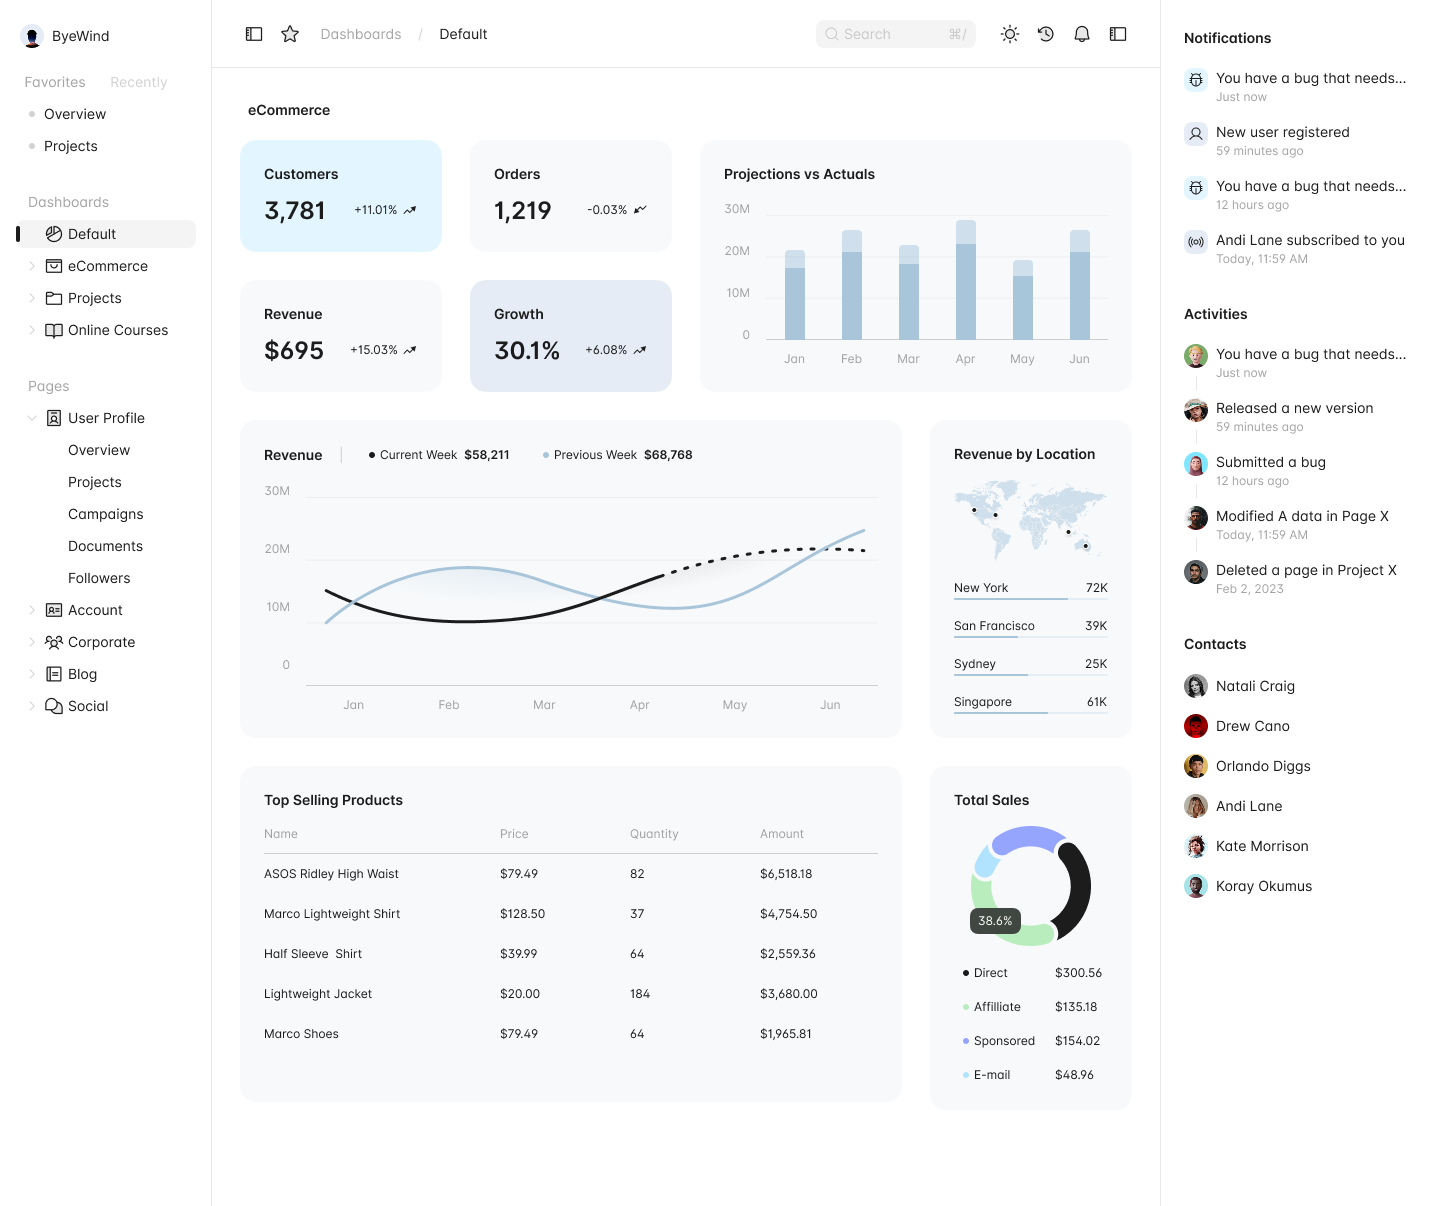 ByeWind
Favorites Recently
Overview
Projects
Dashboards
Default
eCommerce
Projects
Online Courses
Pages
User Profile
Overview
Projects
Campaigns
Documents
Followers
Account
Corporate
Blog
Social
Dashboards / Default
Search ⌘/
eCommerce
Customers
3,781 +11.01%
Orders
1,219 -0.03%
Revenue
$695 +15.03%
Growth
30.1% +6.08%
Projections vs Actuals
30M
20M
10M
0
Jan Feb Mar Apr May Jun
Revenue Current Week $58,211 Previous Week $68,768
30M
20M
10M
0
Jan Feb Mar Apr May Jun
Revenue by Location
New York 72K
San Francisco 39K
Sydney 25K
Singapore 61K
Top Selling Products
Name Price Quantity Amount
ASOS Ridley High Waist $79.49 82 $6,518.18
Marco Lightweight Shirt $128.50 37 $4,754.50
Half Sleeve  Shirt $39.99 64 $2,559.36
Lightweight Jacket $20.00 184 $3,680.00
Marco Shoes $79.49 64 $1,965.81
Total Sales
38.6%
Direct $300.56
Affilliate $135.18
Sponsored $154.02
E-mail $48.96
Notifications
You have a bug that needs...
Just now
New user registered
59 minutes ago
You have a bug that needs...
12 hours ago
Andi Lane subscribed to you
Today, 11:59 AM
Activities
You have a bug that needs...
Just now
Released a new version
59 minutes ago
Submitted a bug
12 hours ago
Modified A data in Page X
Today, 11:59 AM
Deleted a page in Project X
Feb 2, 2023
Contacts
Natali Craig
Drew Cano
Orlando Diggs
Andi Lane
Kate Morrison
Koray Okumus